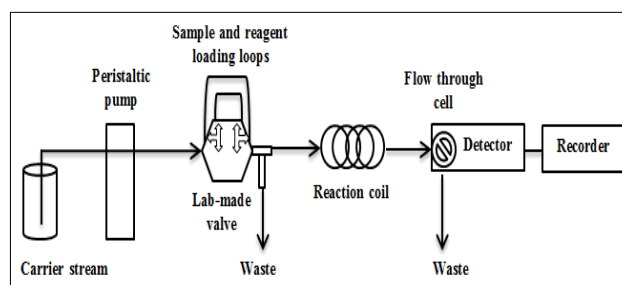 Sample and reagent
loading loops
Peristaltic
pump
Flow through
cell
Detector
Recorder
Reaction coil
Lab-made
valve
Carrier stream
Waste
Waste